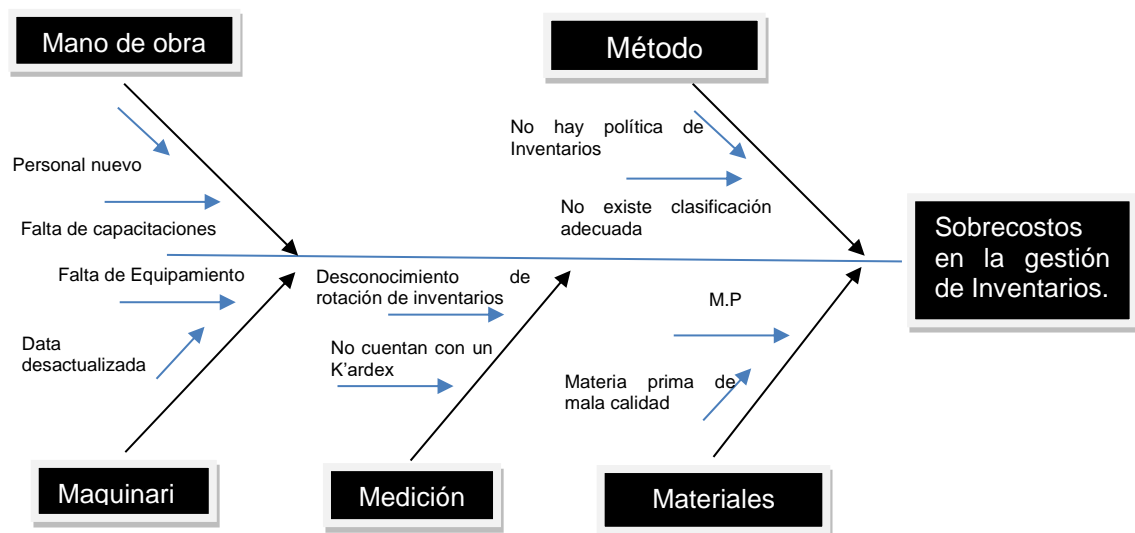 Mano de obra
Método
No hay política de
Inventarios
Personal nuevo
No existe clasificación
adecuada
Falta de capacitaciones
Sobrecostos
en la gestión
de Inventarios.
Falta de Equipamiento
Desconocimiento de
rotación de inventarios
M.P
Data
desactualizada
No cuentan con un
K’ardex
Materia prima de
mala calidad
Maquinari
Medición
Materiales